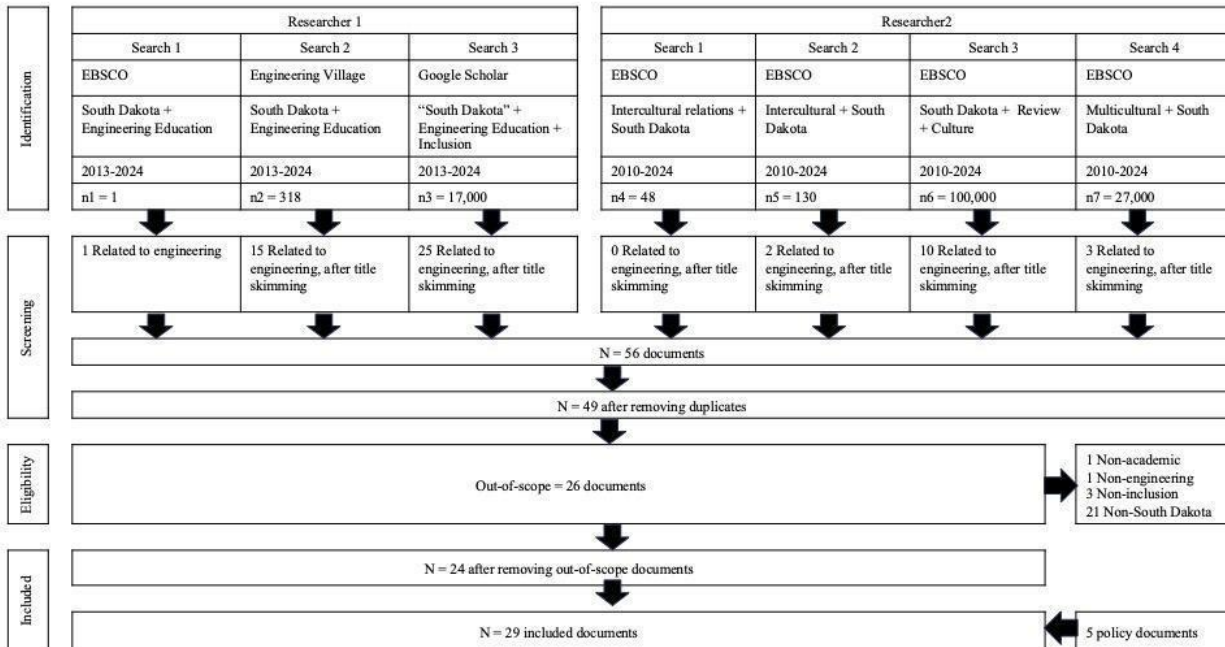 Identification
Researcher 1
Researcher2
Search 1
Search 2
Search 3
Search 1
Search 2
Search 3
Search 4
EBSCO
Engineering Village
Google Scholar
EBSCO
EBSCO
EBSCO
EBSCO
South Dakota +
Engineering Education
South Dakota +
Engineering Education
“South Dakota” +
Engineering Education +
Inclusion
Intercultural relations +
South Dakota
Intercultural + South
Dakota
South Dakota + Review
+ Culture
Multicultural + South
Dakota
2013-2024
2013-2024
2013-2024
2010-2024
2010-2024
2010-2024
2010-2024
n1 = 1
n2 = 318
n3 = 17,000
n4 = 48
n5 = 130
n6 = 100,000
n7 = 27,000
Screening
1 Related to engineering
15 Related to
engineering, after title
skimming
25 Related to
engineering, after title
skimming
0 Related to
engineering, after title
skimming
2 Related to
engineering, after title
skimming
10 Related to
engineering, after title
skimming
3 Related to
engineering, after title
skimming
N = 56 documents
N = 49 after removing duplicates
Eligibility
Out-of-scope = 26 documents
1 Non-academic
1 Non-engineering
3 Non-inclusion
21 Non-South Dakota
Included
N = 24 after removing out-of-scope documents
N = 29 included documents
5 policy documents